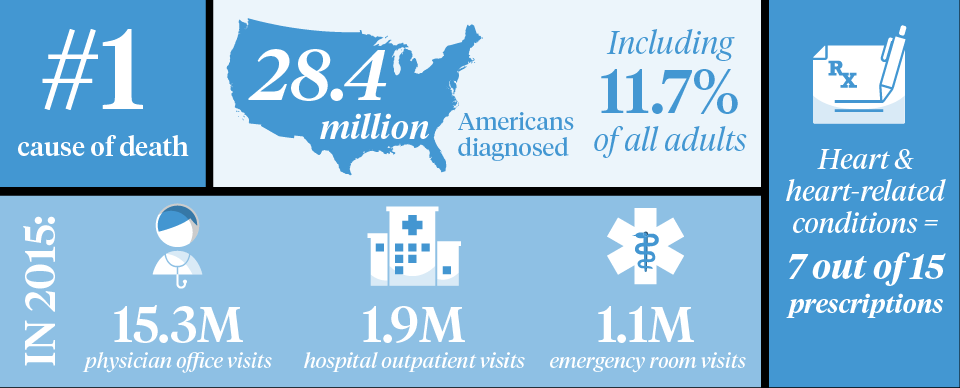 #1
cause of death
28.4
million
Americans
diagnosed
Including
11.7%
of all adults
RX
Heart &
heart-related
conditions =
7 out of 15
prescriptions
IN 2015:
15.3M
physician office visits
1.9M
hospital outpatient visits
1.1M
emergency room visits